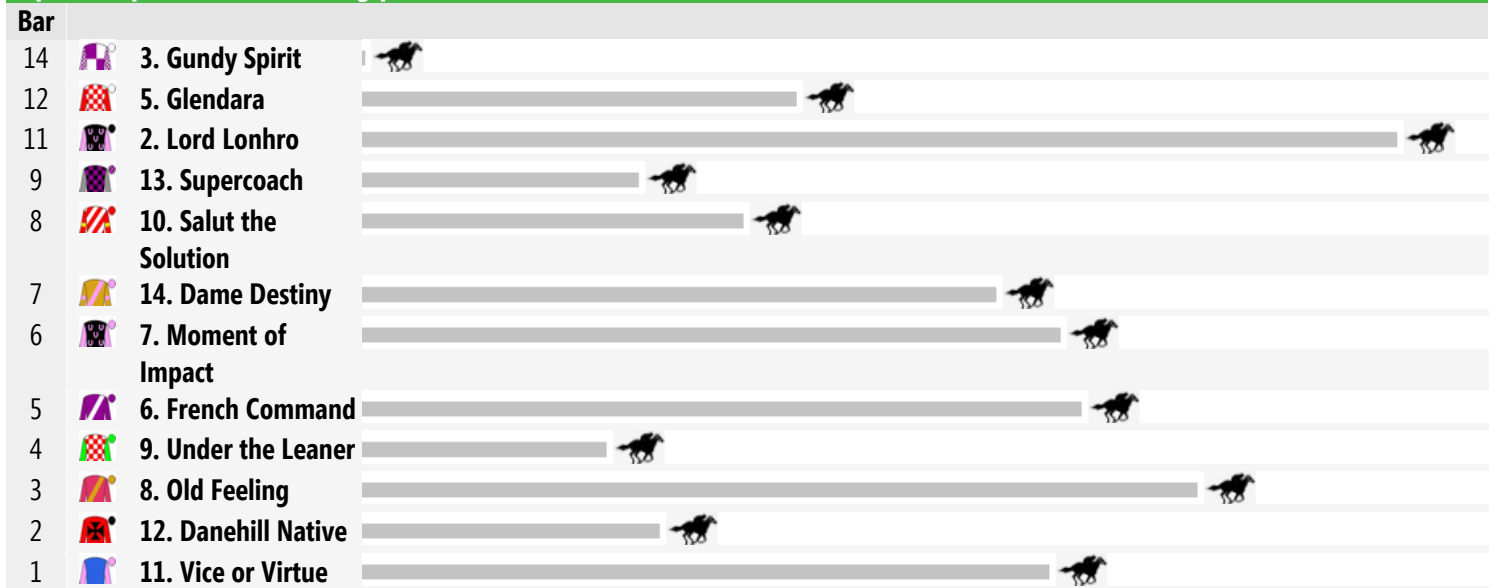 Bar
14 3. Gundy Spirit
12 5. Glendara
11 2. Lord Lonhro
9 13. Supercoach
8 10. Salut the
Solution
7 14. Dame Destiny
6 7. Moment of
Impact
5 6. French Command
4 9. Under the Leaner
3 8. Old Feeling
2 12. Danehill Native
1 11. Vice or Virtue